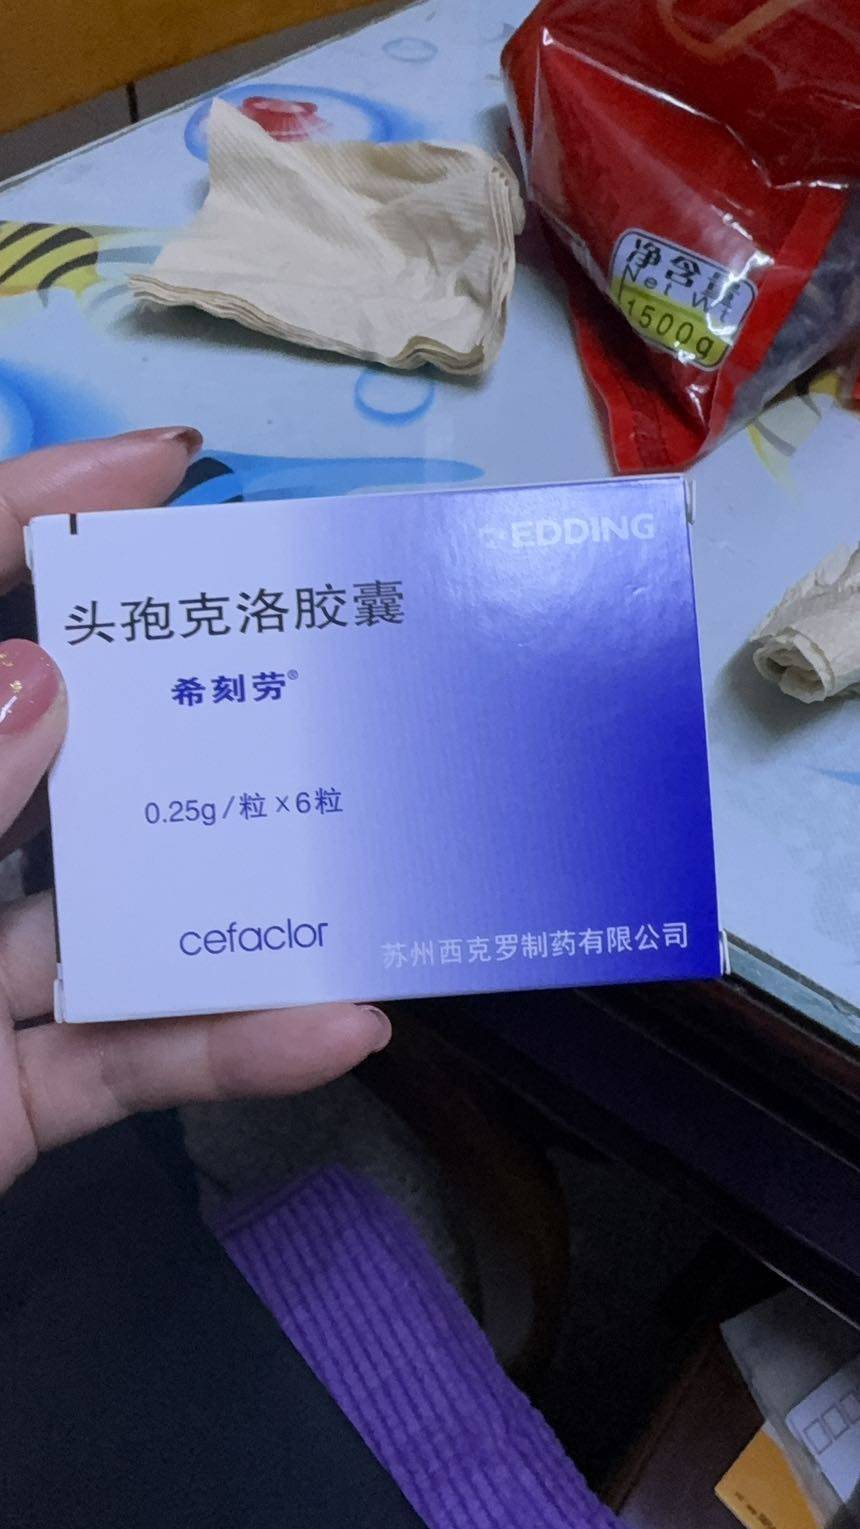 净含量
Net Wt
1500g
EDDING
头孢克洛胶囊
希刻劳®
0.25g/粒×6粒
cefaclor
苏州西克罗制药有限公司